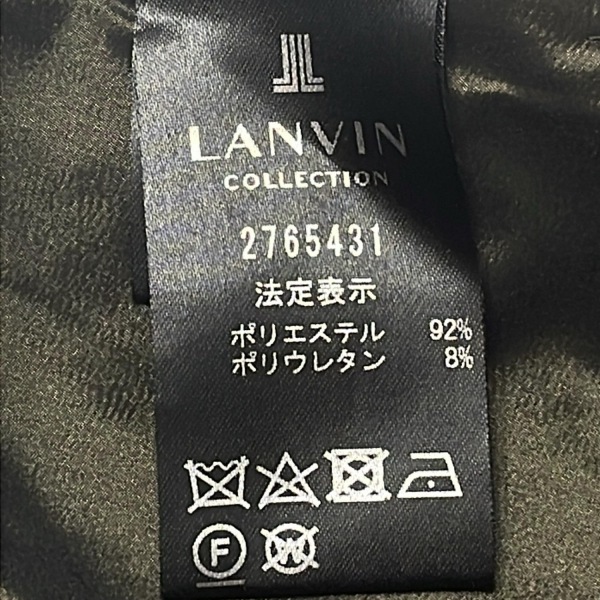 LANVIN
COLLECTION
2765431
法定表示
ポリエステル 92%
ポリウレタン 8%
F W